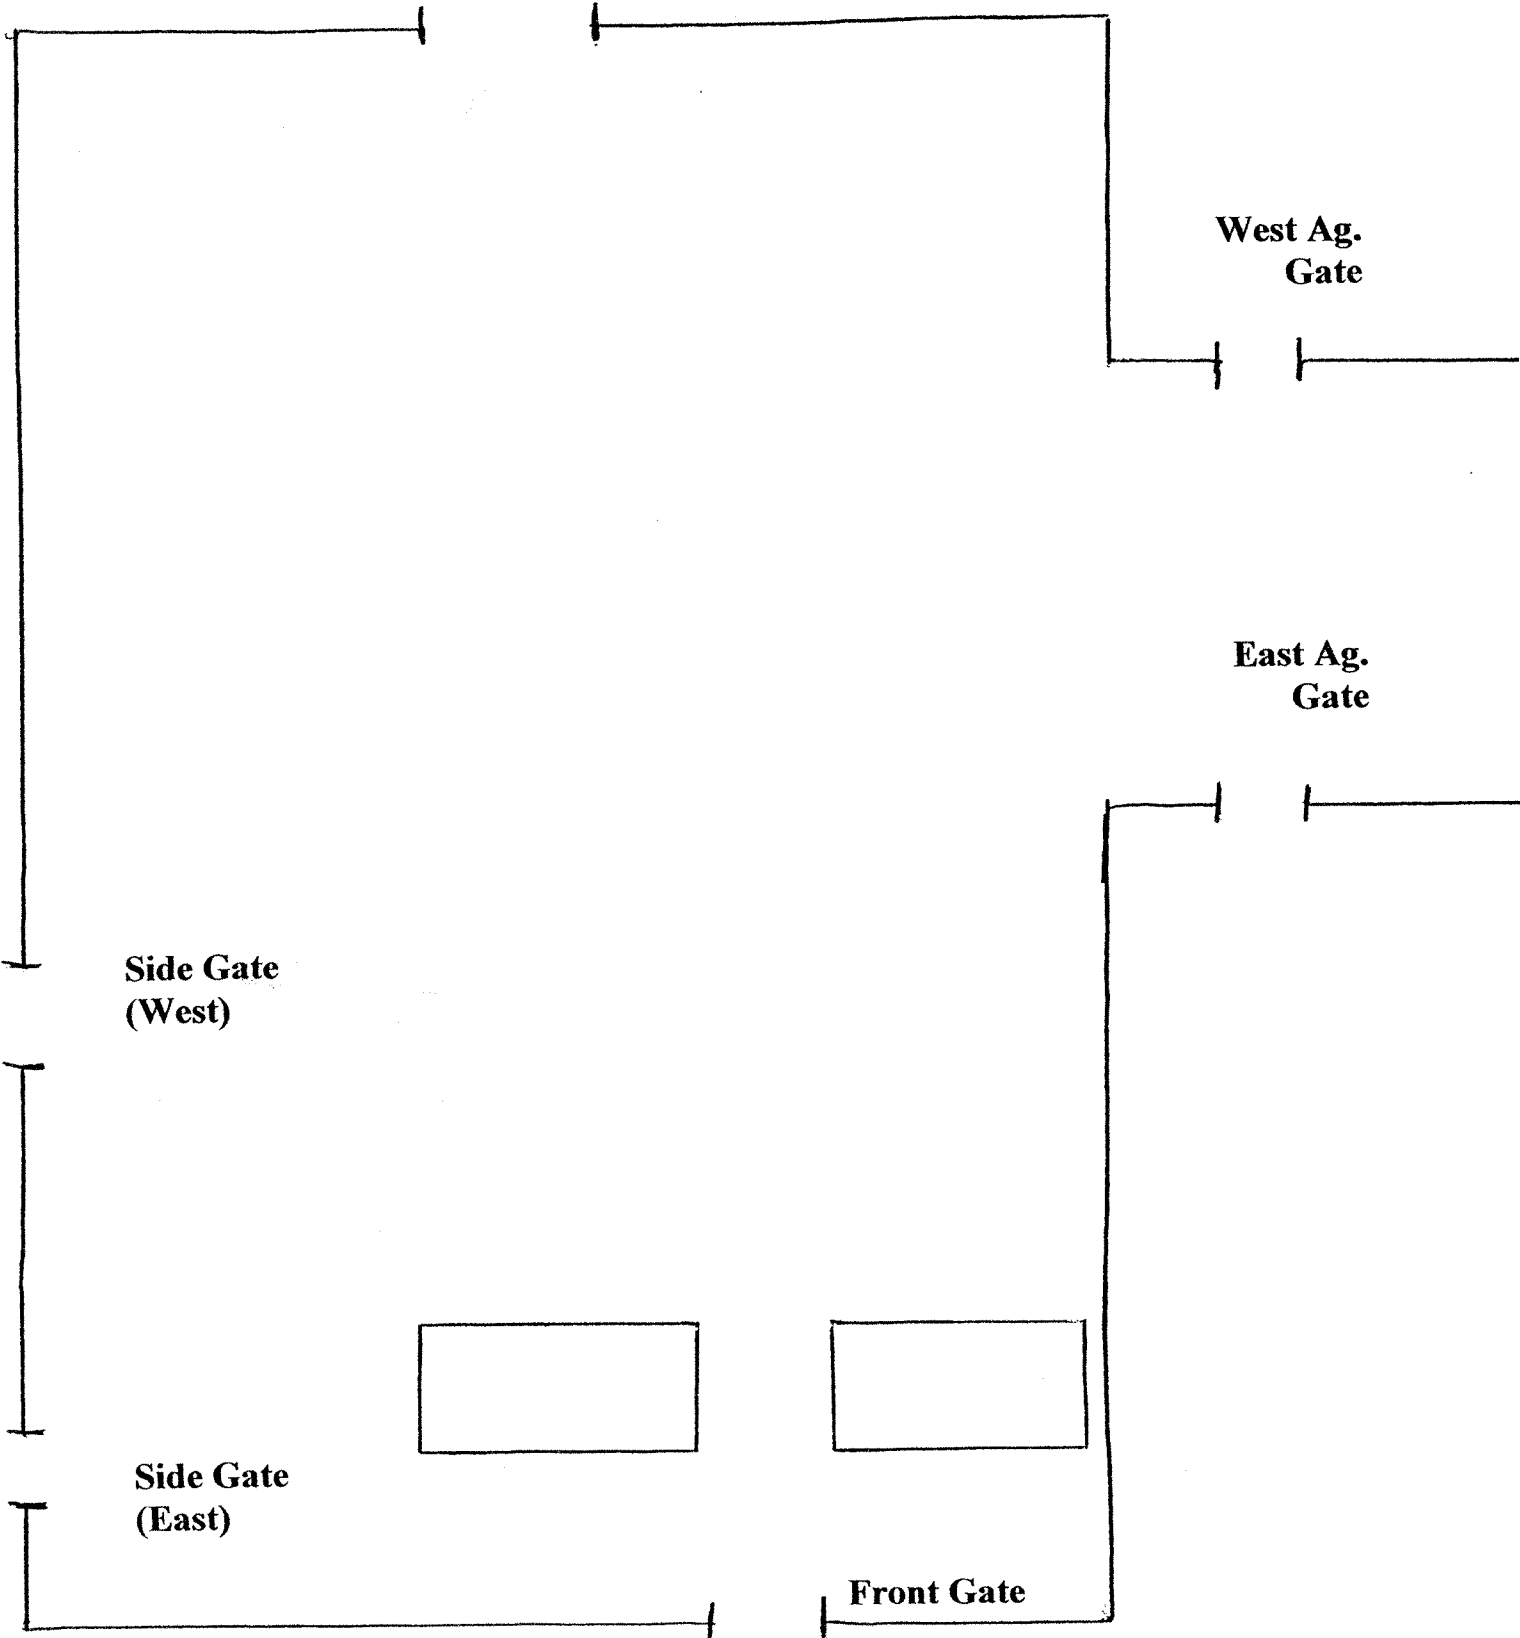 West Ag.
Gate
East Ag.
Gate
Side Gate
(West)
Side Gate
(East)
Front Gate